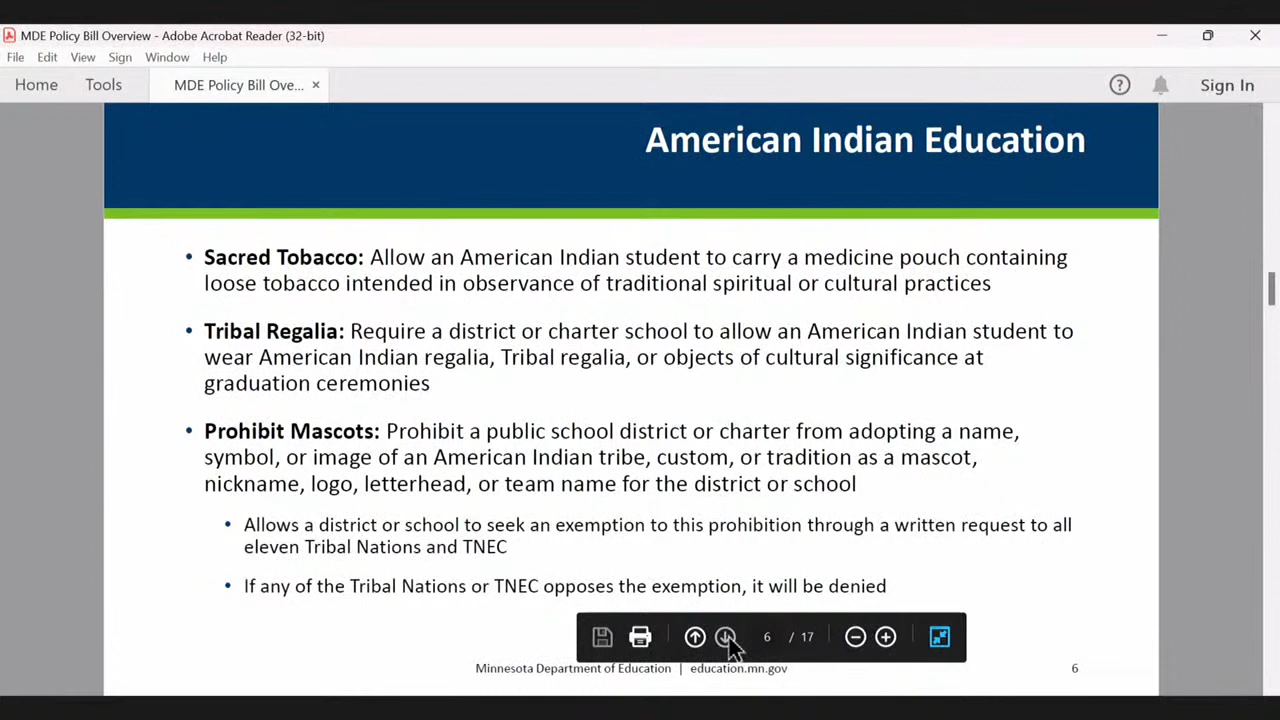 MDE Policy Bill Overview - Adobe Acrobat Reader (32-bit)
File Edit View Sign Window Help
Home Tools MDE Policy Bill Ove... × ? Sign In
American Indian Education
• Sacred Tobacco: Allow an American Indian student to carry a medicine pouch containing
loose tobacco intended in observance of traditional spiritual or cultural practices
• Tribal Regalia: Require a district or charter school to allow an American Indian student to
wear American Indian regalia, Tribal regalia, or objects of cultural significance at
graduation ceremonies
• Prohibit Mascots: Prohibit a public school district or charter from adopting a name,
symbol, or image of an American Indian tribe, custom, or tradition as a mascot,
nickname, logo, letterhead, or team name for the district or school
• Allows a district or school to seek an exemption to this prohibition through a written request to all
eleven Tribal Nations and TNEC
• If any of the Tribal Nations or TNEC opposes the exemption, it will be denied
6 / 17
Minnesota Department of Education | education.mn.gov 6